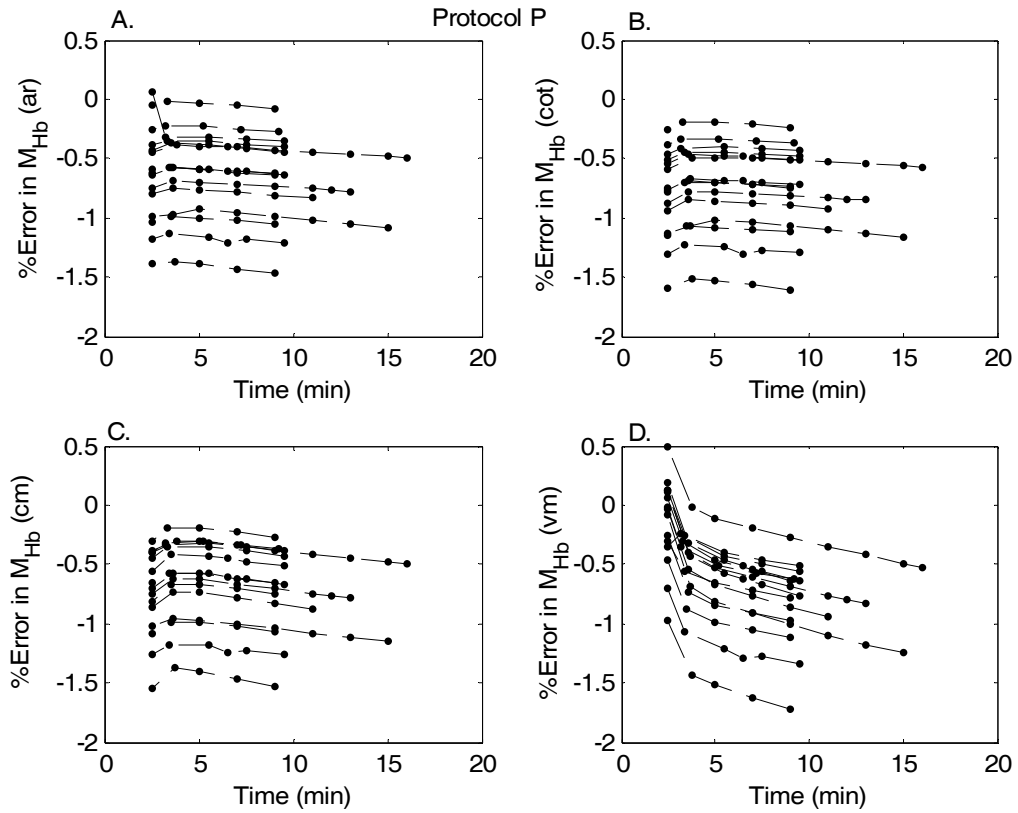 Protocol P
A.
0.5
0
-0.5
-1
-1.5
-2
%Error in M_Hb (ar)
0 5 10 15 20
Time (min)
B.
0.5
0
-0.5
-1
-1.5
-2
%Error in M_Hb (cot)
0 5 10 15 20
Time (min)
C.
0.5
0
-0.5
-1
-1.5
-2
%Error in M_Hb (cm)
0 5 10 15 20
Time (min)
D.
0.5
0
-0.5
-1
-1.5
-2
%Error in M_Hb (vm)
0 5 10 15 20
Time (min)